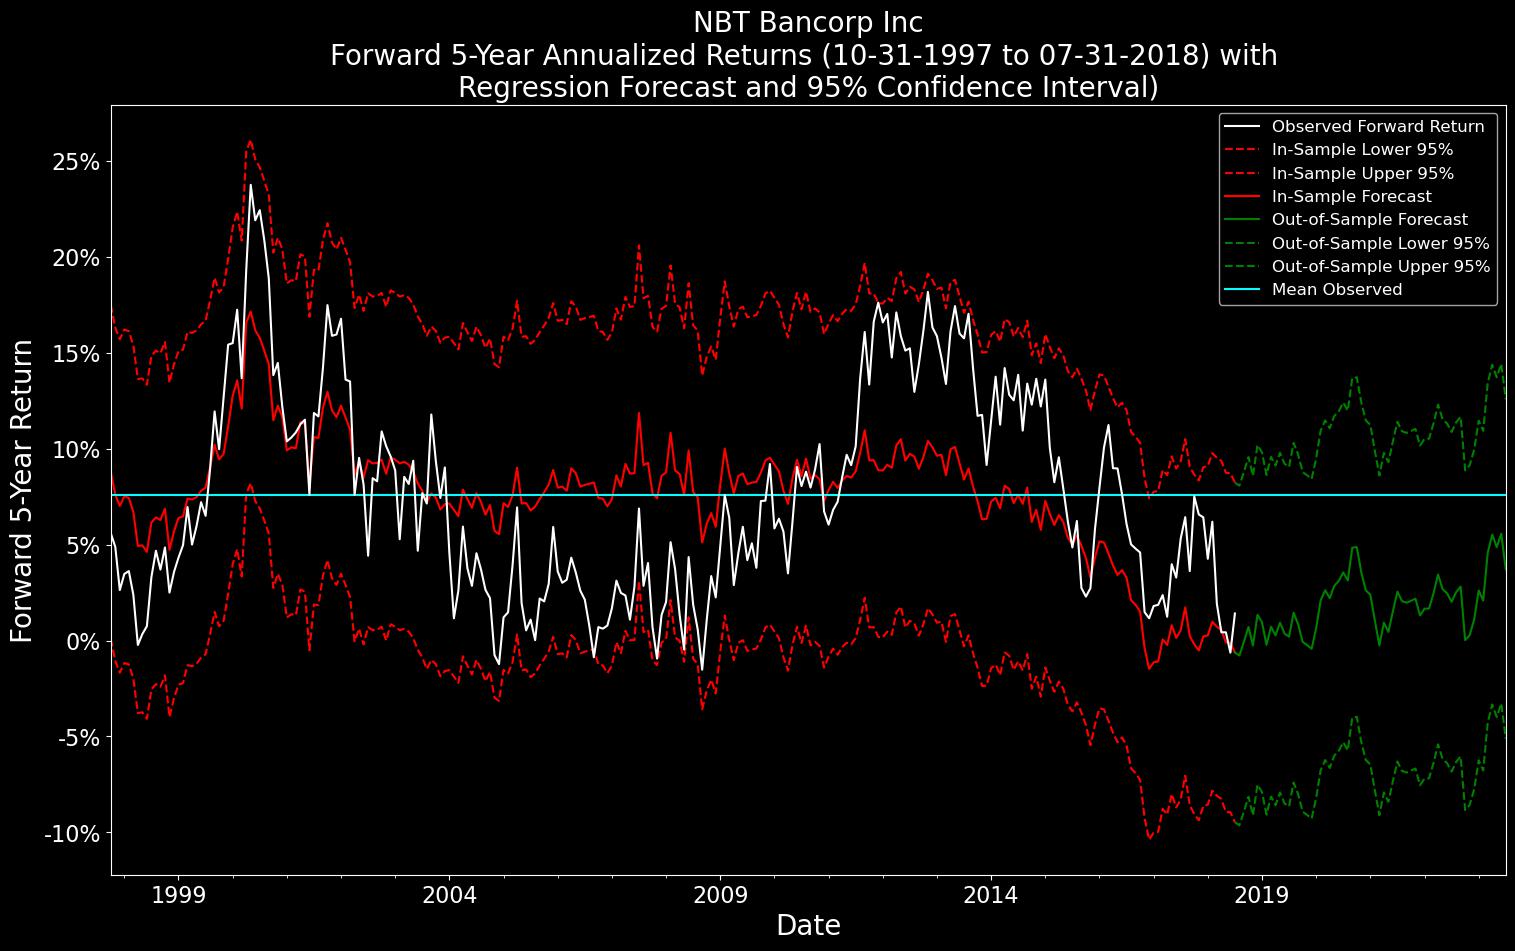 NBT Bancorp Inc
Forward 5-Year Annualized Returns (10-31-1997 to 07-31-2018) with
Regression Forecast and 95% Confidence Interval)
Observed Forward Return
In-Sample Lower 95%
In-Sample Upper 95%
In-Sample Forecast
Out-of-Sample Forecast
Out-of-Sample Lower 95%
Out-of-Sample Upper 95%
Mean Observed
Forward 5-Year Return
25%
20%
15%
10%
5%
0%
-5%
-10%
1999
2004
2009
2014
2019
Date